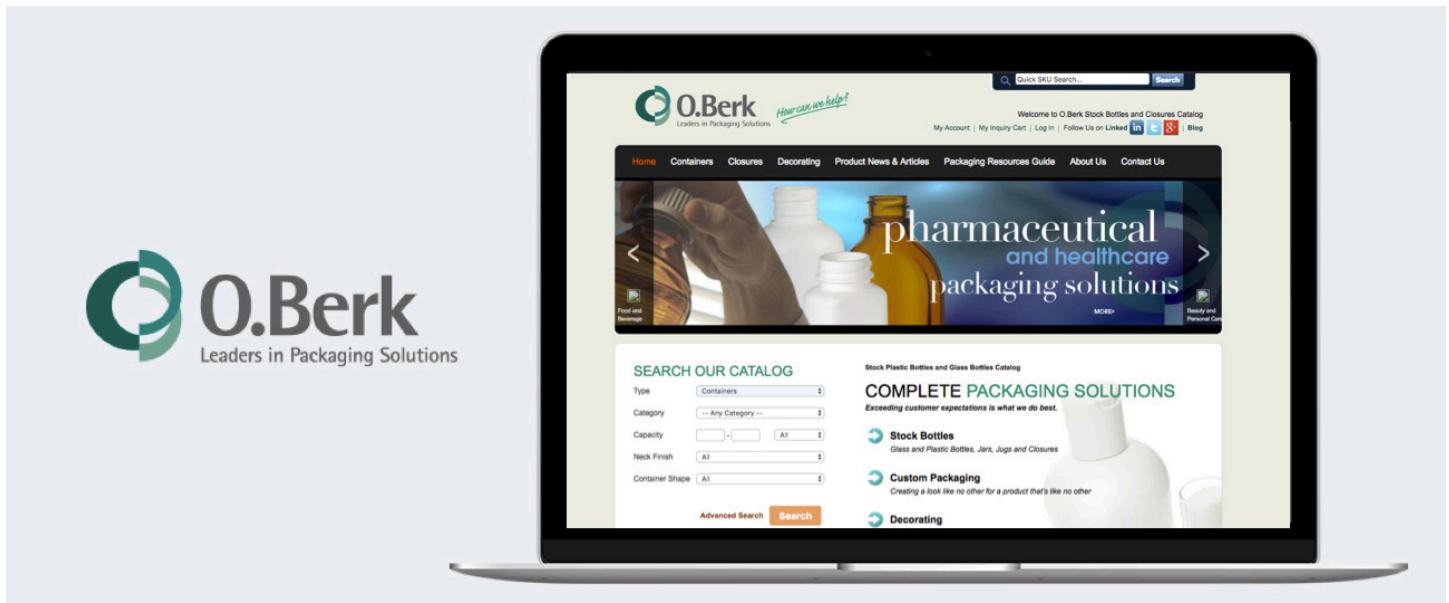 O.Berk
Leaders in Packaging Solutions
Quick SKU Search...
Search
O.Berk
Leaders in Packaging Solutions
How can we help?
Welcome to O.Berk Stock Bottles and Closures Catalog
My Account | My Inquiry Cart | Log In | Follow Us on Linked in t 8+ | Blog
Home Containers Closures Decorating Product News & Articles Packaging Resources Guide About Us Contact Us
pharmaceutical
and healthcare
packaging solutions
MORE>
<
>
Food and
Beverage
Beauty and
Personal Care
SEARCH OUR CATALOG
Type Containers
Category -- Any Category --
Capacity - All
Neck Finish All
Container Shape All
Advanced Search Search
Stock Plastic Bottles and Glass Bottles Catalog
COMPLETE PACKAGING SOLUTIONS
Exceeding customer expectations is what we do best.
Stock Bottles
Glass and Plastic Bottles, Jars, Jugs and Closures
Custom Packaging
Creating a look like no other for a product that's like no other
Decorating